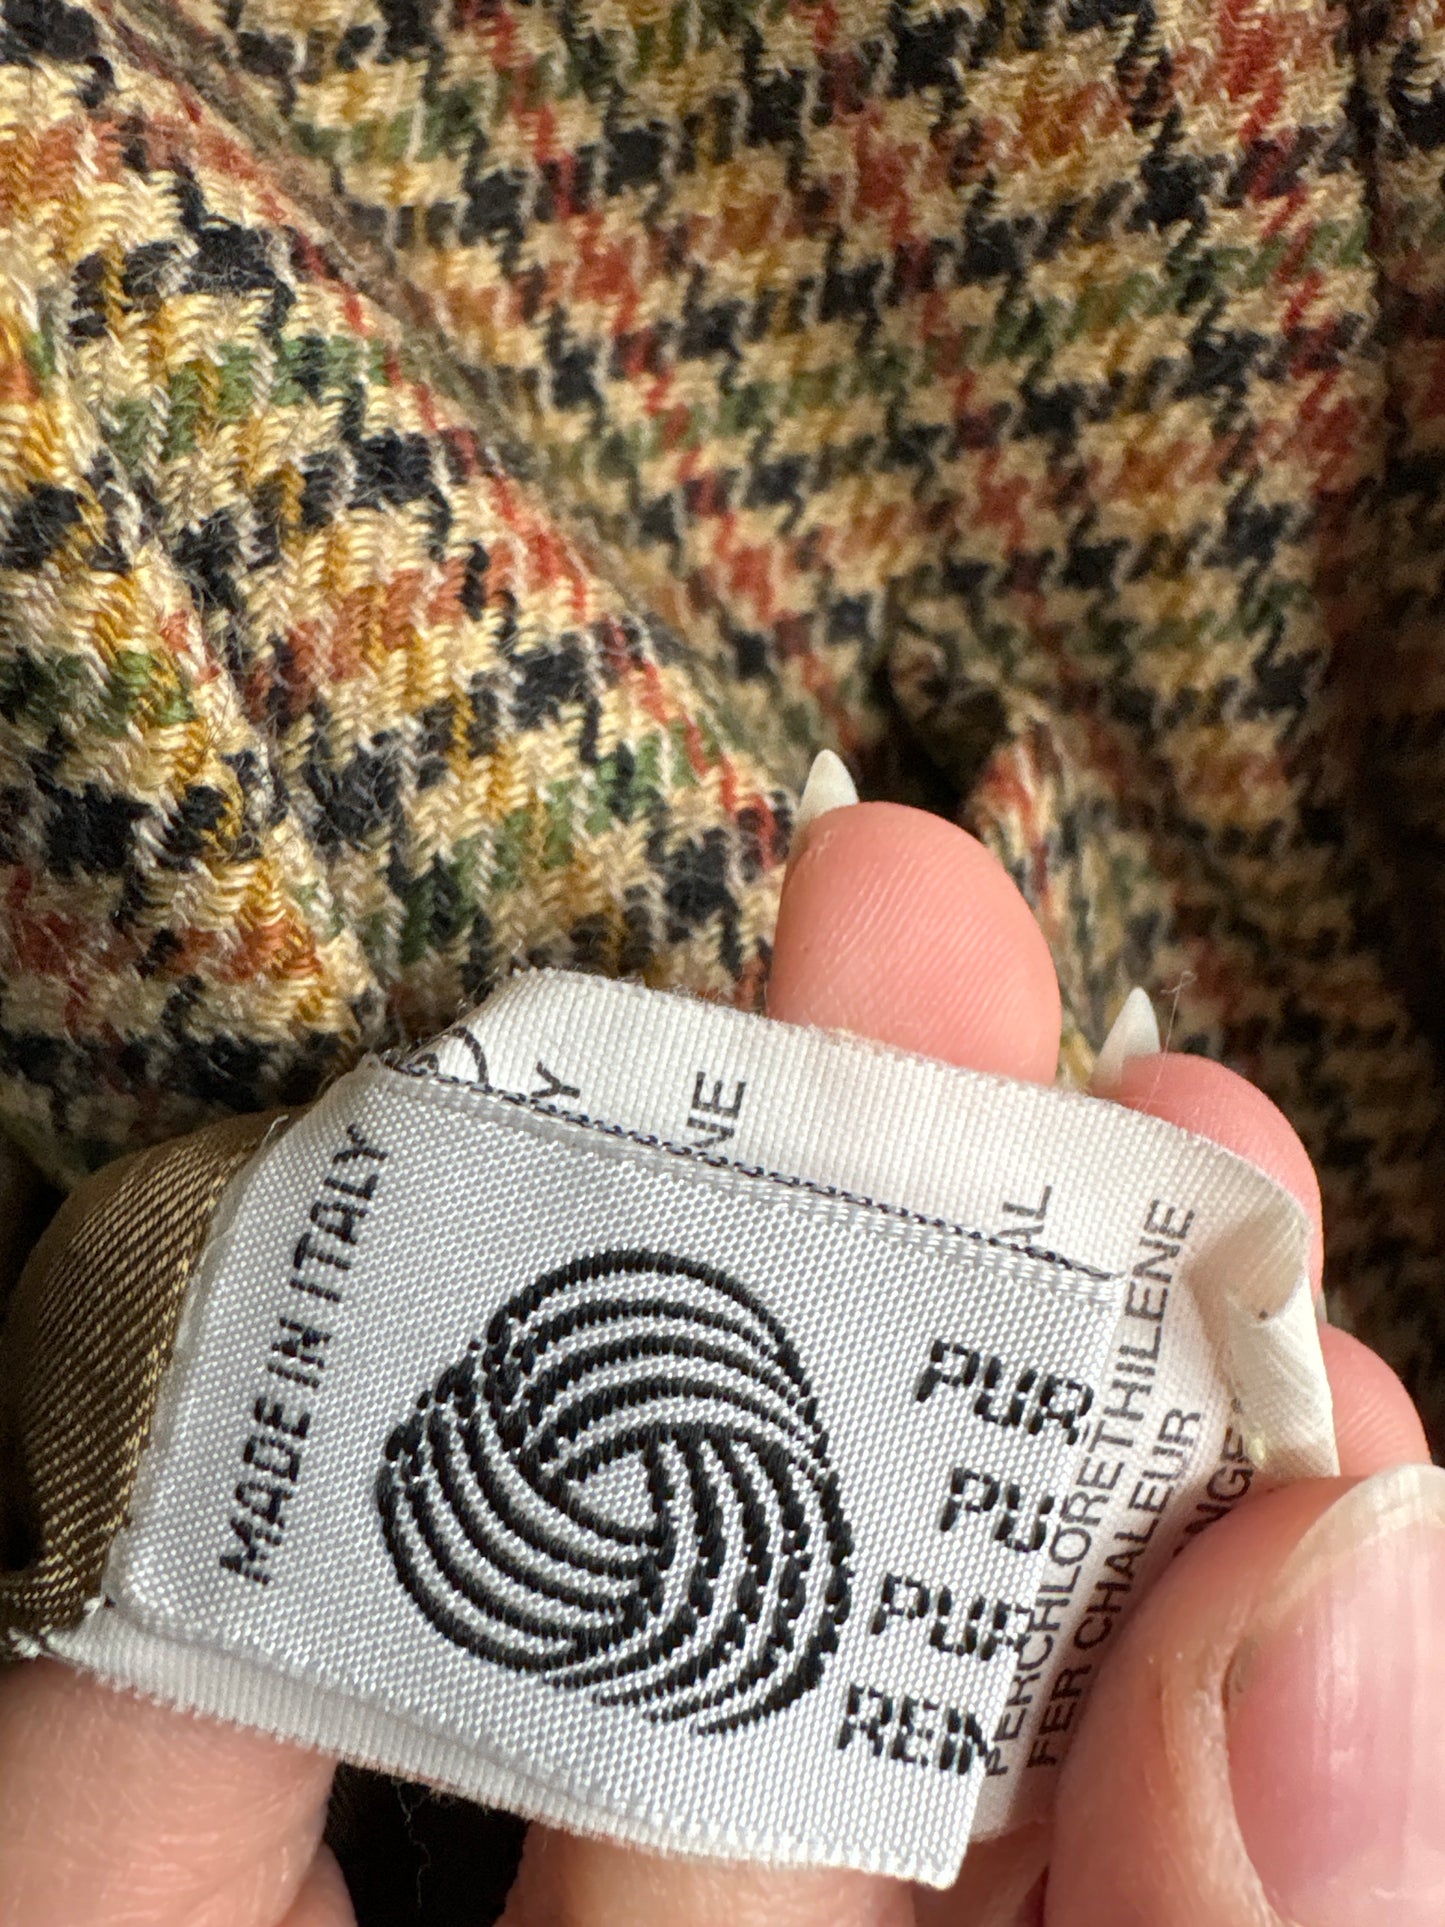 MADE IN ITALY
PUR
PU
PUR
REIN
NE
AL
PERCHLORETHILENE
FER CHALEUR